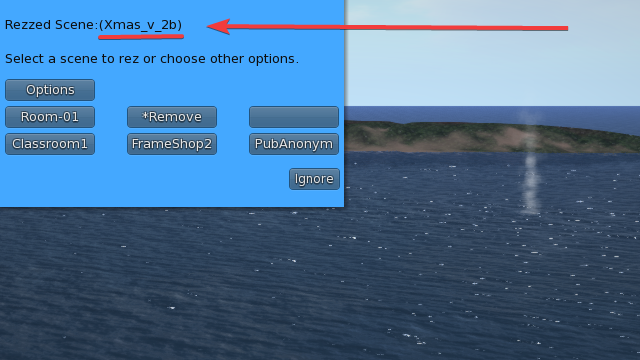 Rezzed Scene:(Xmas_v_2b)
Select a scene to rez or choose other options.
Options
Room-01 *Remove
Classroom1 FrameShop2 PubAnonym
Ignore